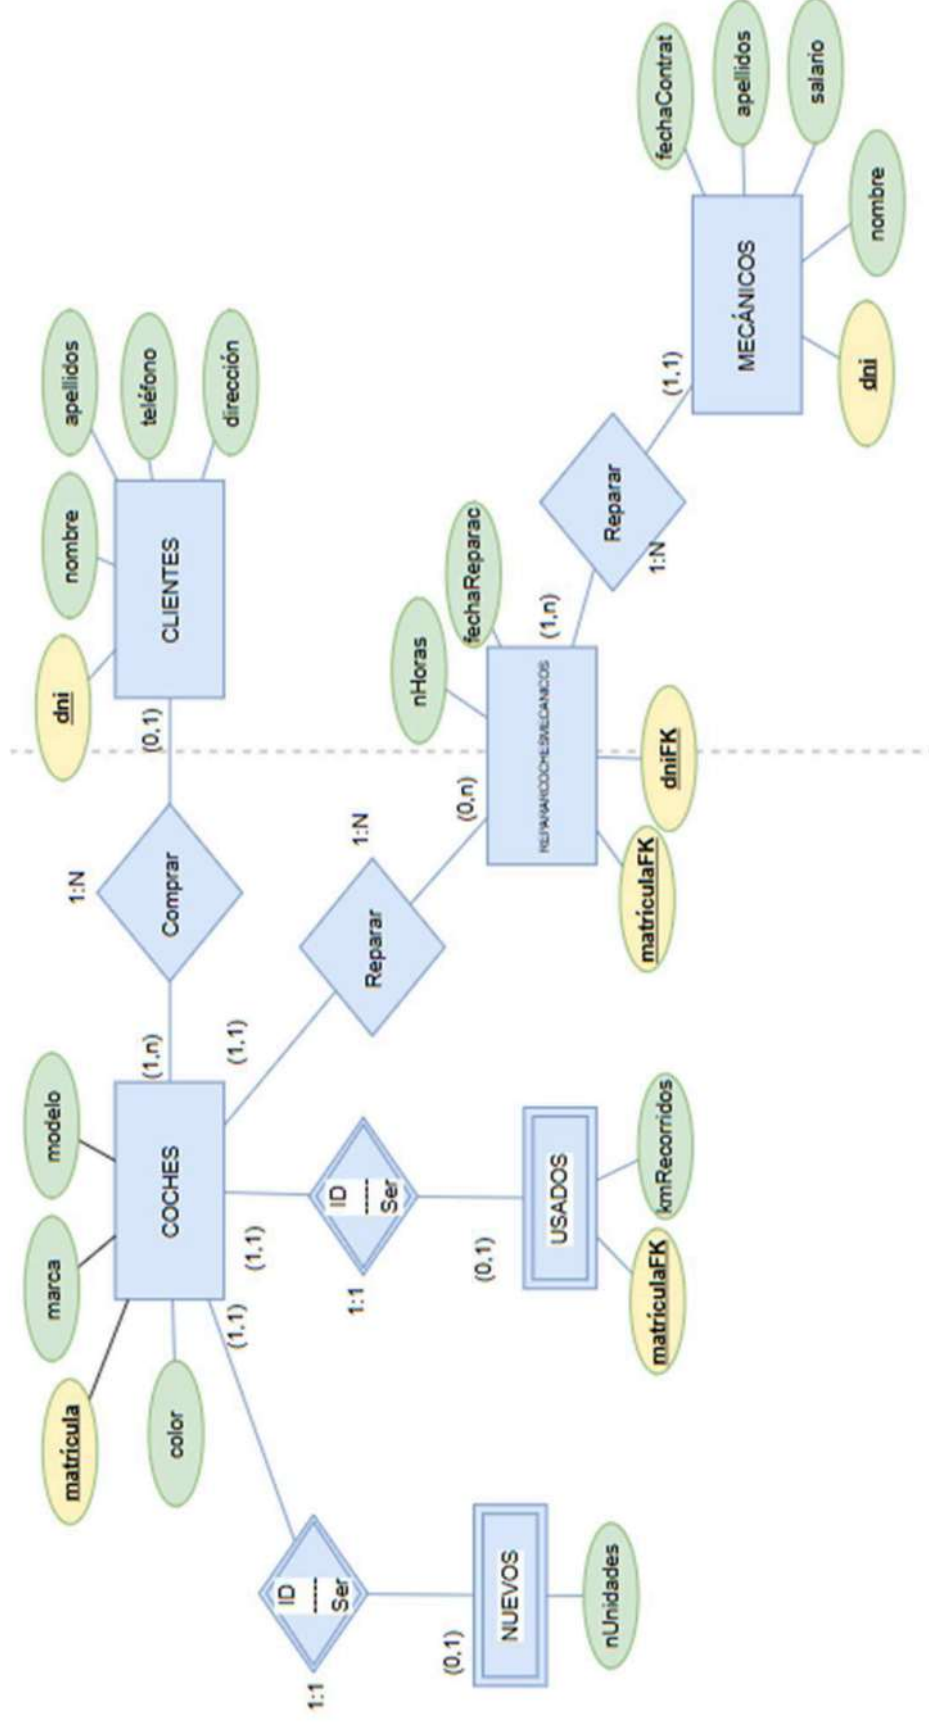 matrícula
marca
modelo
color
COCHES
(1,n)
1:N
Comprar
(0,1)
dni
nombre
apellidos
teléfono
dirección
CLIENTES
(1,1)
(1,1)
(1,1)
1:1
ID
------
Ser
(0,1)
NUEVOS
nUnidades
1:1
ID
------
Ser
(0,1)
USADOS
matrículaFK
kmRecorridos
Reparar
1:N
(0,n)
nHoras
fechaReparac
REPARARCOCHESMECANICOS
matrículaFK
dniFK
(1,n)
Reparar
1:N
(1,1)
MECÁNICOS
fechaContrat
apellidos
salario
nombre
dni